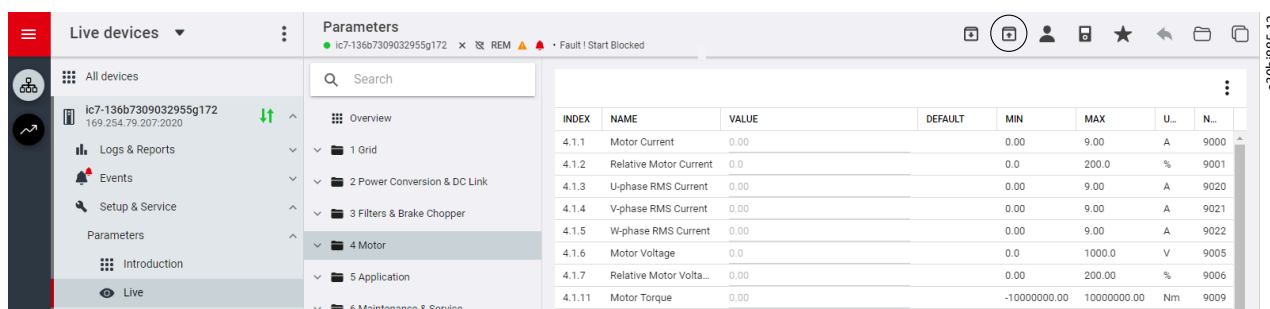 Live devices
All devices
ic7-136b7309032955g172
169.254.79.207:2020
Logs & Reports
Events
Setup & Service
Parameters
Introduction
Live
Parameters
ic7-136b7309032955g172 REM • Fault ! Start Blocked
Search
Overview
1 Grid
2 Power Conversion & DC Link
3 Filters & Brake Chopper
4 Motor
5 Application
6 Maintenance & Service
INDEX NAME VALUE DEFAULT MIN MAX U... N...
4.1.1 Motor Current 0.00 0.00 9.00 A 9000
4.1.2 Relative Motor Current 0.0 0.0 200.0 % 9001
4.1.3 U-phase RMS Current 0.00 0.00 9.00 A 9020
4.1.4 V-phase RMS Current 0.00 0.00 9.00 A 9021
4.1.5 W-phase RMS Current 0.00 0.00 9.00 A 9022
4.1.6 Motor Voltage 0.0 0.0 1000.0 V 9005
4.1.7 Relative Motor Volta... 0.00 0.00 200.00 % 9006
4.1.11 Motor Torque 0.00 -10000000.00 10000000.00 Nm 9009